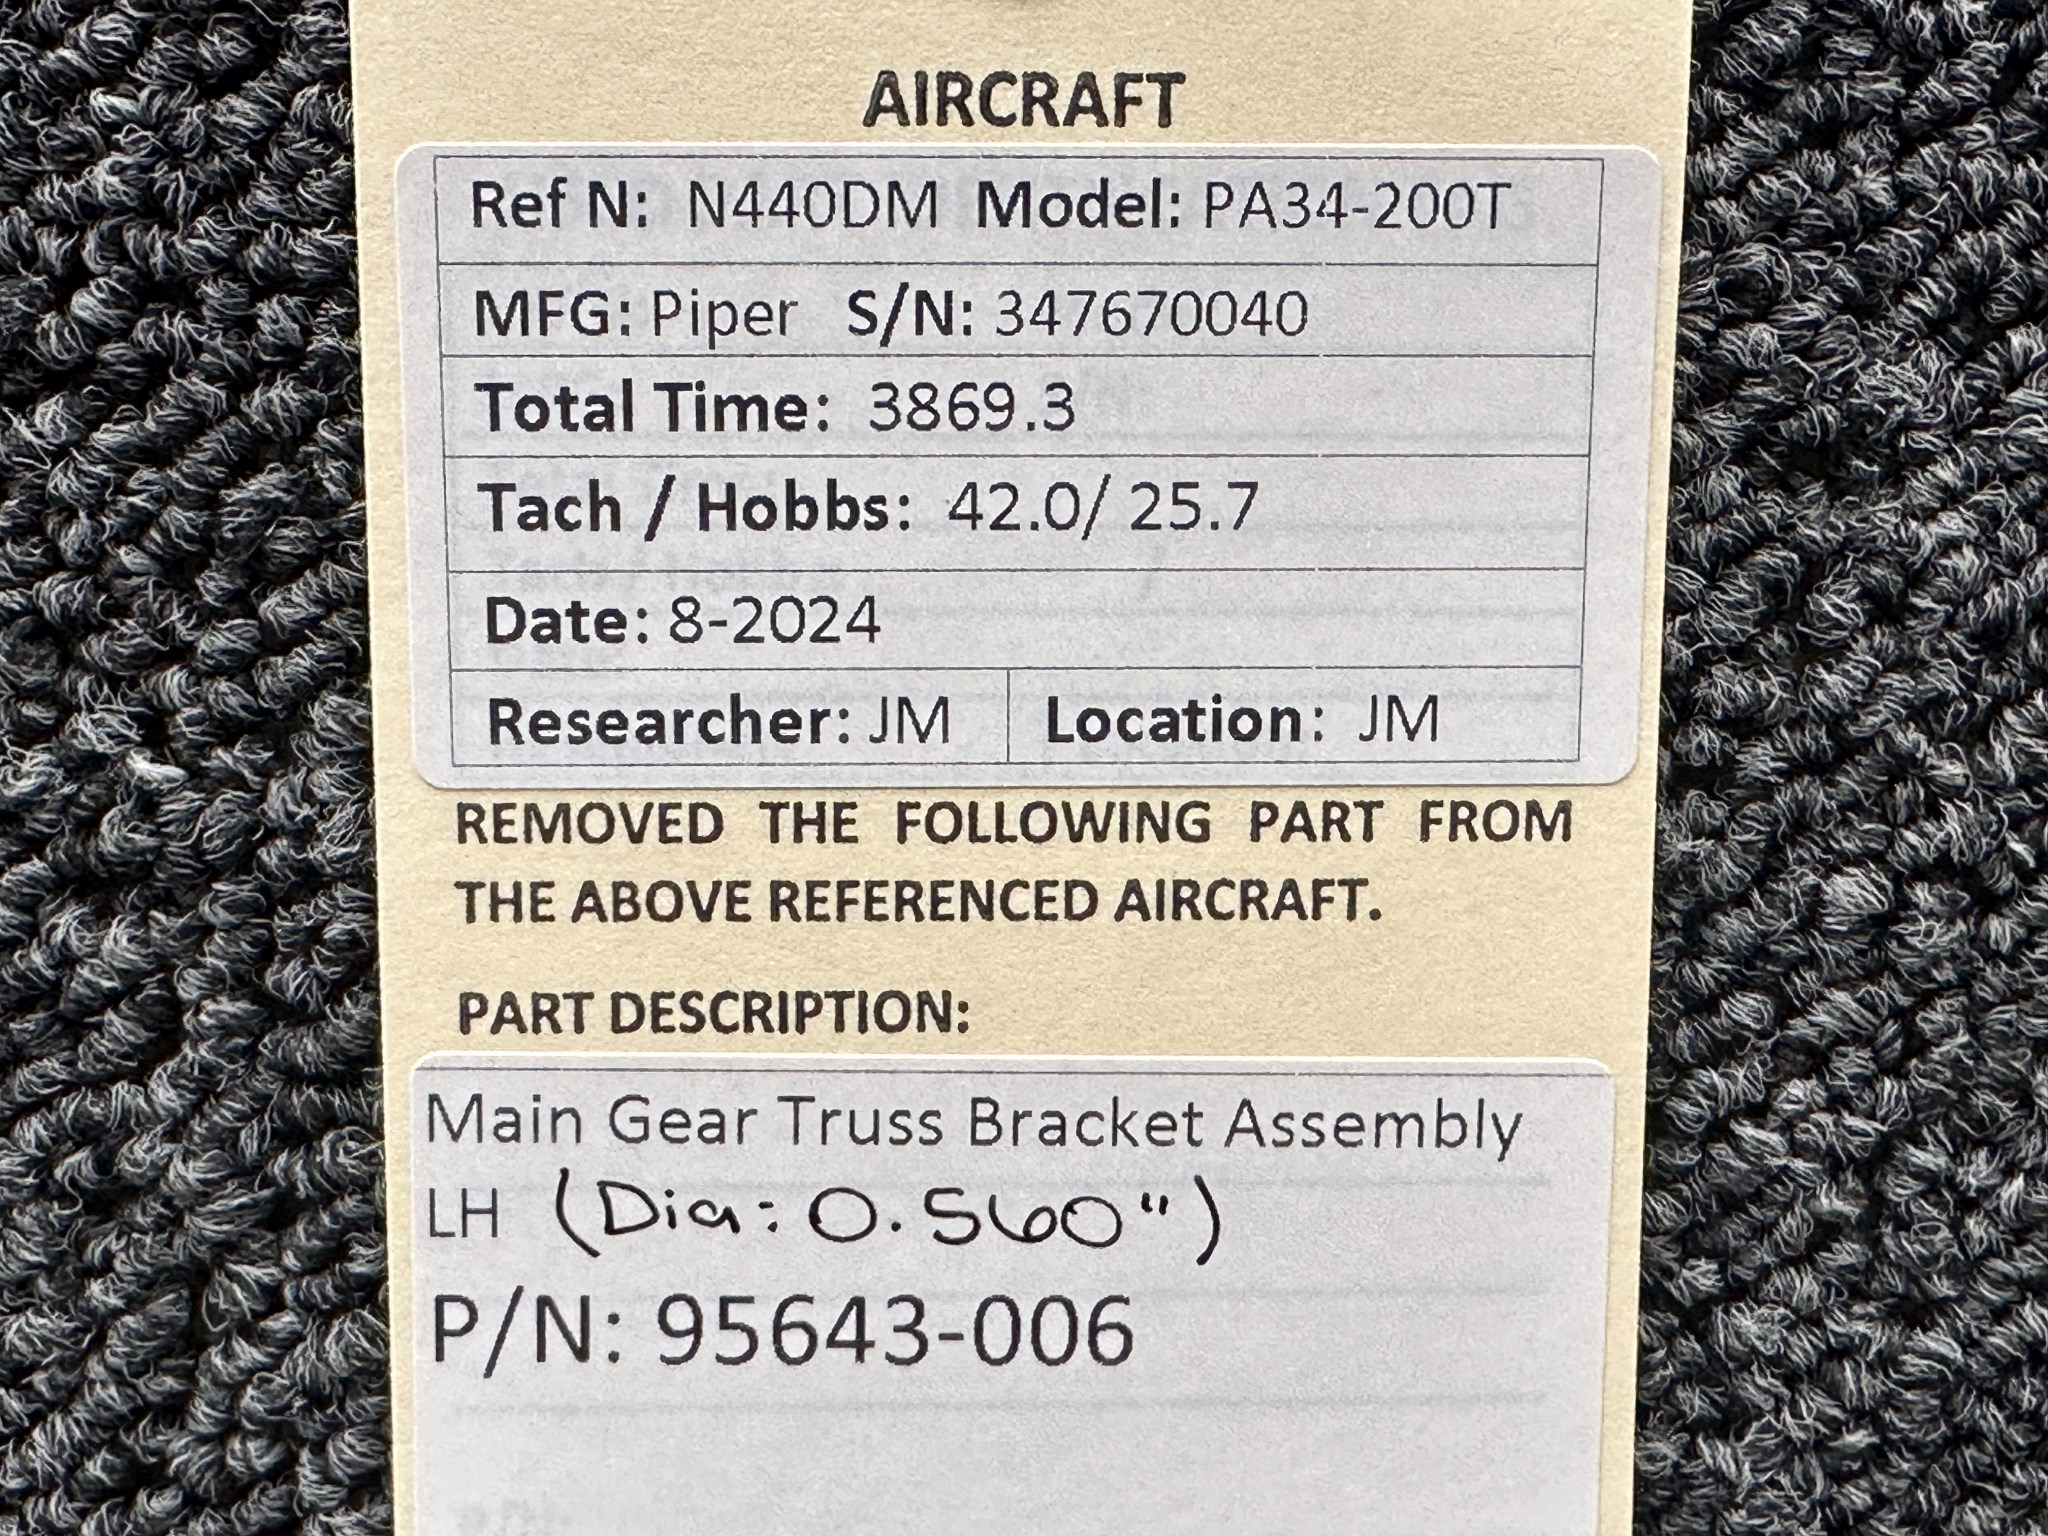 AIRCRAFT
Ref N: N440DM Model: PA34-200T
MFG: Piper S/N: 347670040
Total Time: 3869.3
Tach / Hobbs: 42.0/ 25.7
Date: 8-2024
Researcher: JM Location: JM
REMOVED THE FOLLOWING PART FROM
THE ABOVE REFERENCED AIRCRAFT.
PART DESCRIPTION:
Main Gear Truss Bracket Assembly
LH (Dia: 0.560")
P/N: 95643-006